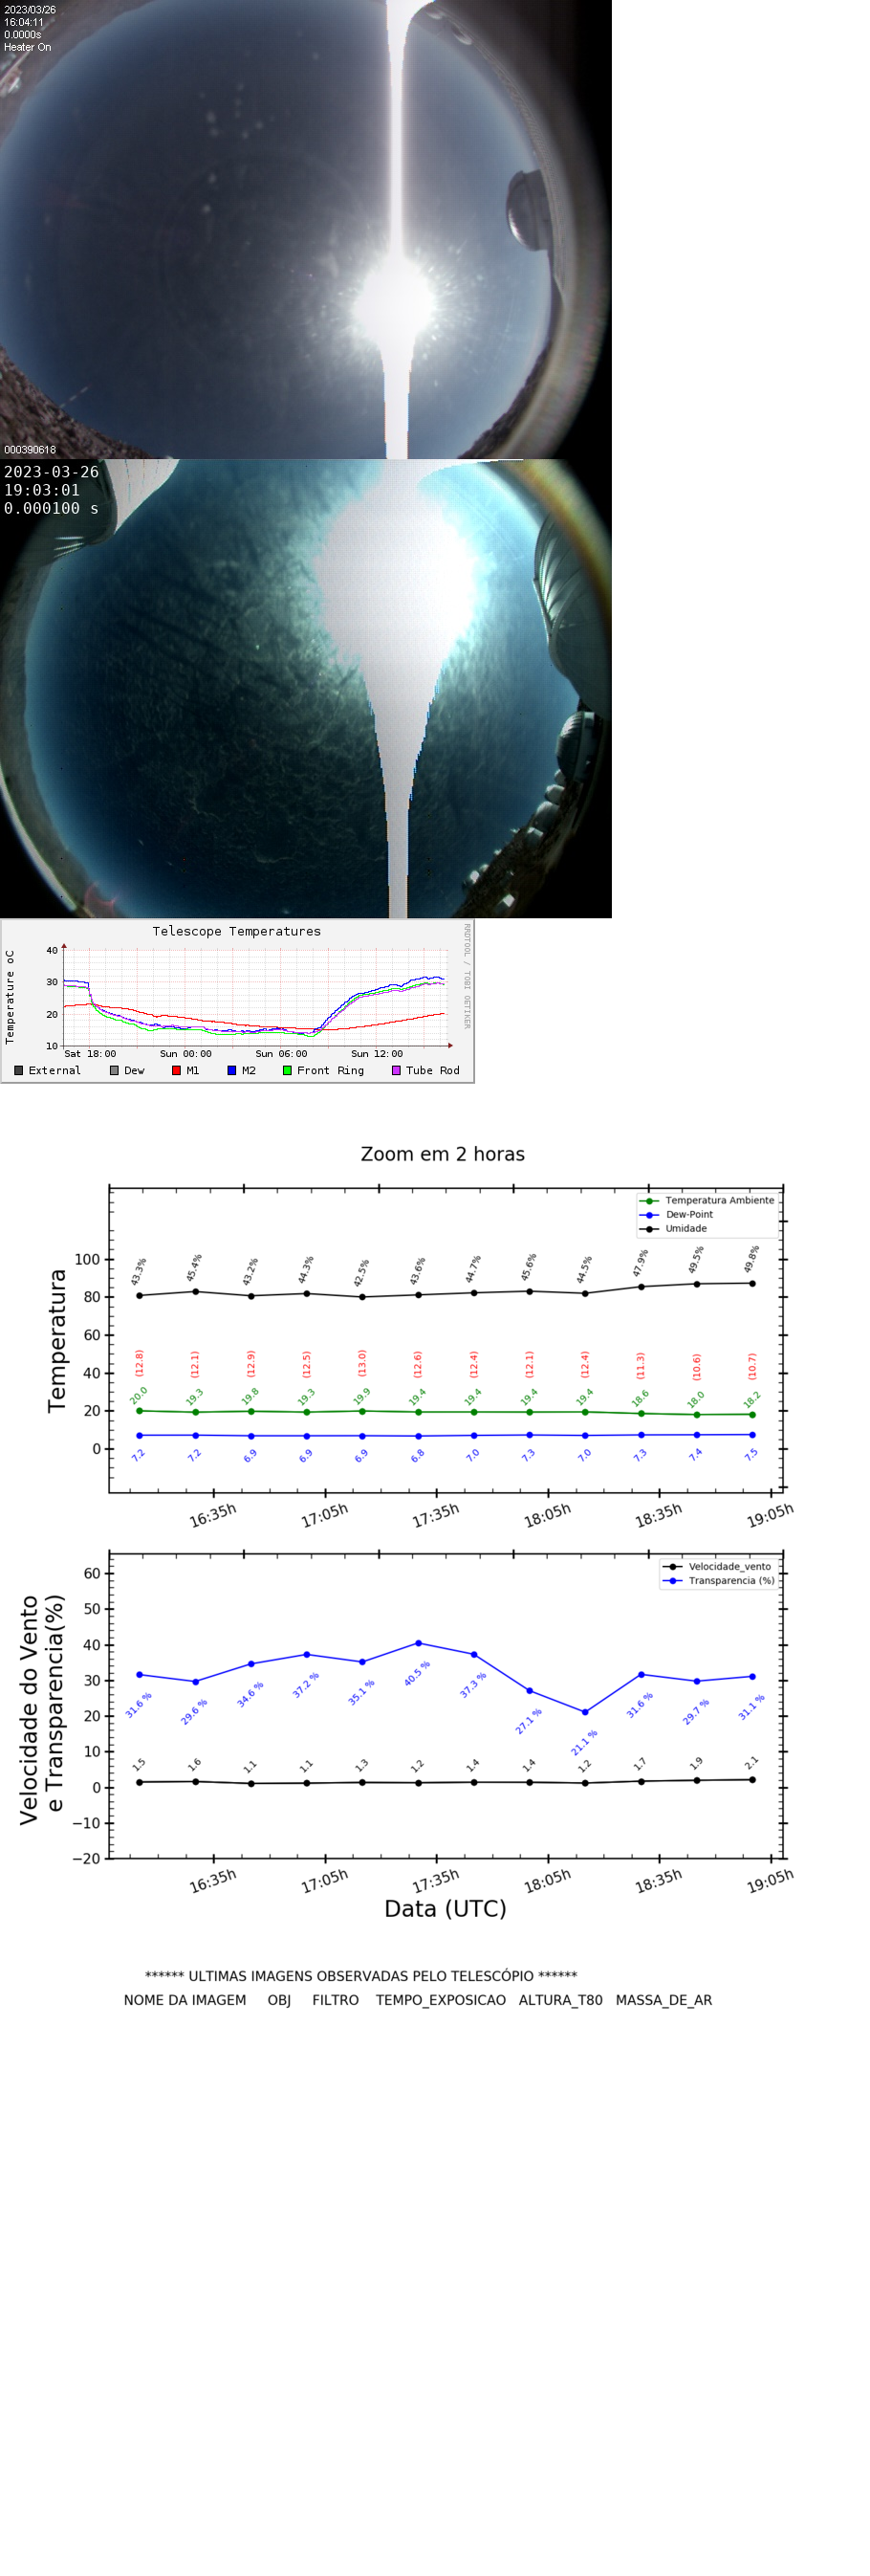 2023/03/26
16:04:11
0.0000s
Heater On
000390618
2023-03-26
19:03:01
0.000100 s
Telescope Temperatures
RRDTOOL / TOBI OETIKER
Temperature oC
40
30
20
10
Sat 18:00 Sun 00:00 Sun 06:00 Sun 12:00
External Dew M1 M2 Front Ring Tube Rod
Zoom em 2 horas
Temperatura
Temperatura Ambiente
Dew-Point
Umidade
100
80
60
40
20
0
43.3% 45.4% 43.2% 44.3% 42.5% 43.6% 44.7% 45.6% 44.5% 47.9% 49.5% 49.8%
(12.8) (12.1) (12.9) (12.5) (13.0) (12.6) (12.4) (12.1) (12.4) (11.3) (10.6) (10.7)
20.0 19.3 19.8 19.3 19.9 19.4 19.4 19.4 19.4 18.6 18.0 18.2
7.2 7.2 6.9 6.9 6.9 6.8 7.0 7.3 7.0 7.3 7.4 7.5
16:35h 17:05h 17:35h 18:05h 18:35h 19:05h
Velocidade do Vento
e Transparencia(%)
Velocidade_vento
Transparencia (%)
60
50
40
30
20
10
0
−10
−20
31.6 % 29.6 % 34.6 % 37.2 % 35.1 % 40.5 % 37.3 % 27.1 % 21.1 % 31.6 % 29.7 % 31.1 %
1.5 1.6 1.1 1.1 1.3 1.2 1.4 1.4 1.2 1.7 1.9 2.1
16:35h 17:05h 17:35h 18:05h 18:35h 19:05h
Data (UTC)
****** ULTIMAS IMAGENS OBSERVADAS PELO TELESCÓPIO ******
NOME DA IMAGEM OBJ FILTRO TEMPO_EXPOSICAO ALTURA_T80 MASSA_DE_AR